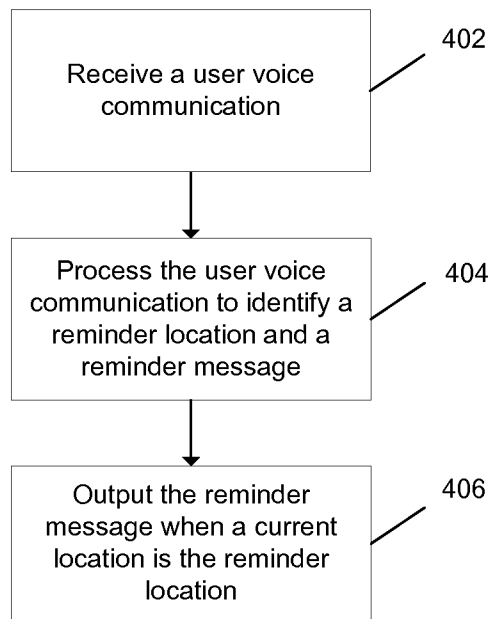 Receive a user voice
communication
402
Process the user voice
communication to identify a
reminder location and a
reminder message
404
Output the reminder
message when a current
location is the reminder
location
406